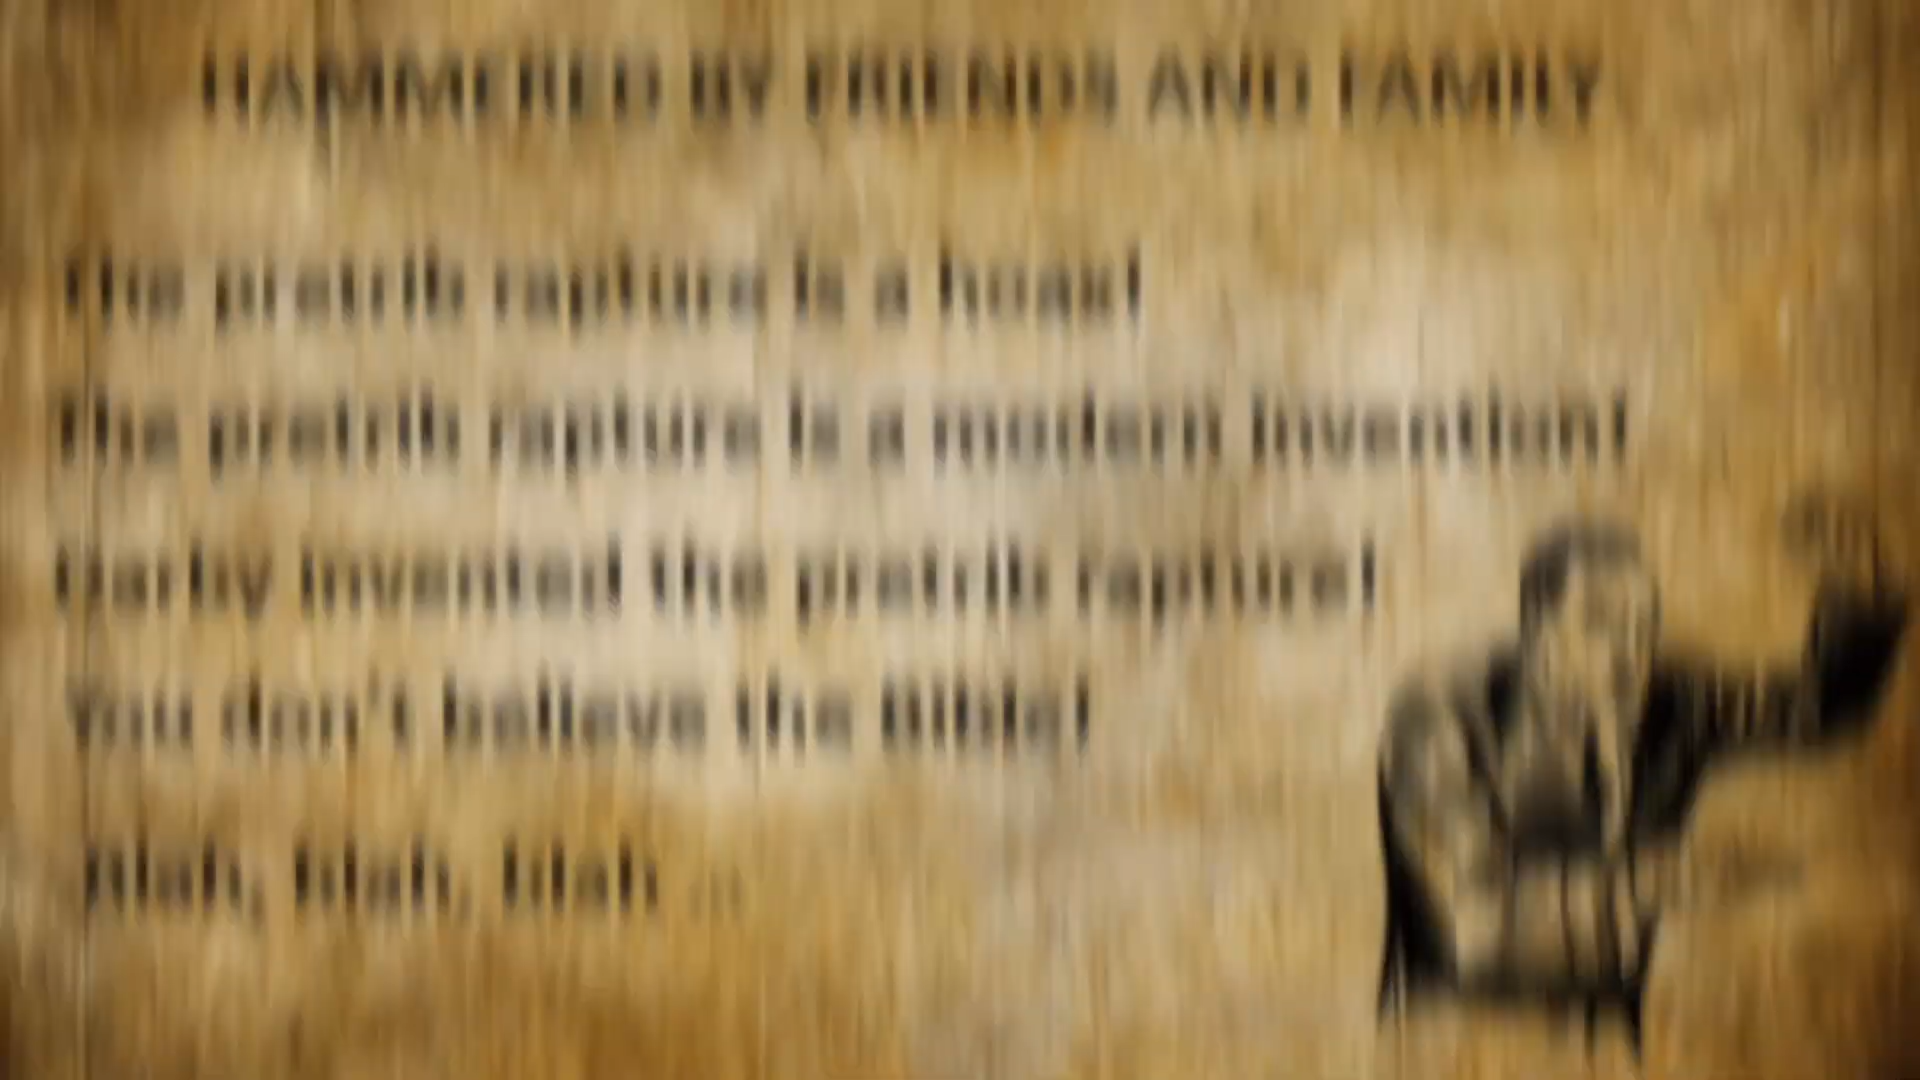 HAMMERED BY FRIENDS AND FAMILY
The pretrib rapture is a hoax!
The pretrib rapture is a modern invention!
Darby invented the pretrib rapture!
You don't believe the Bible!
Blah, blah, blah ...